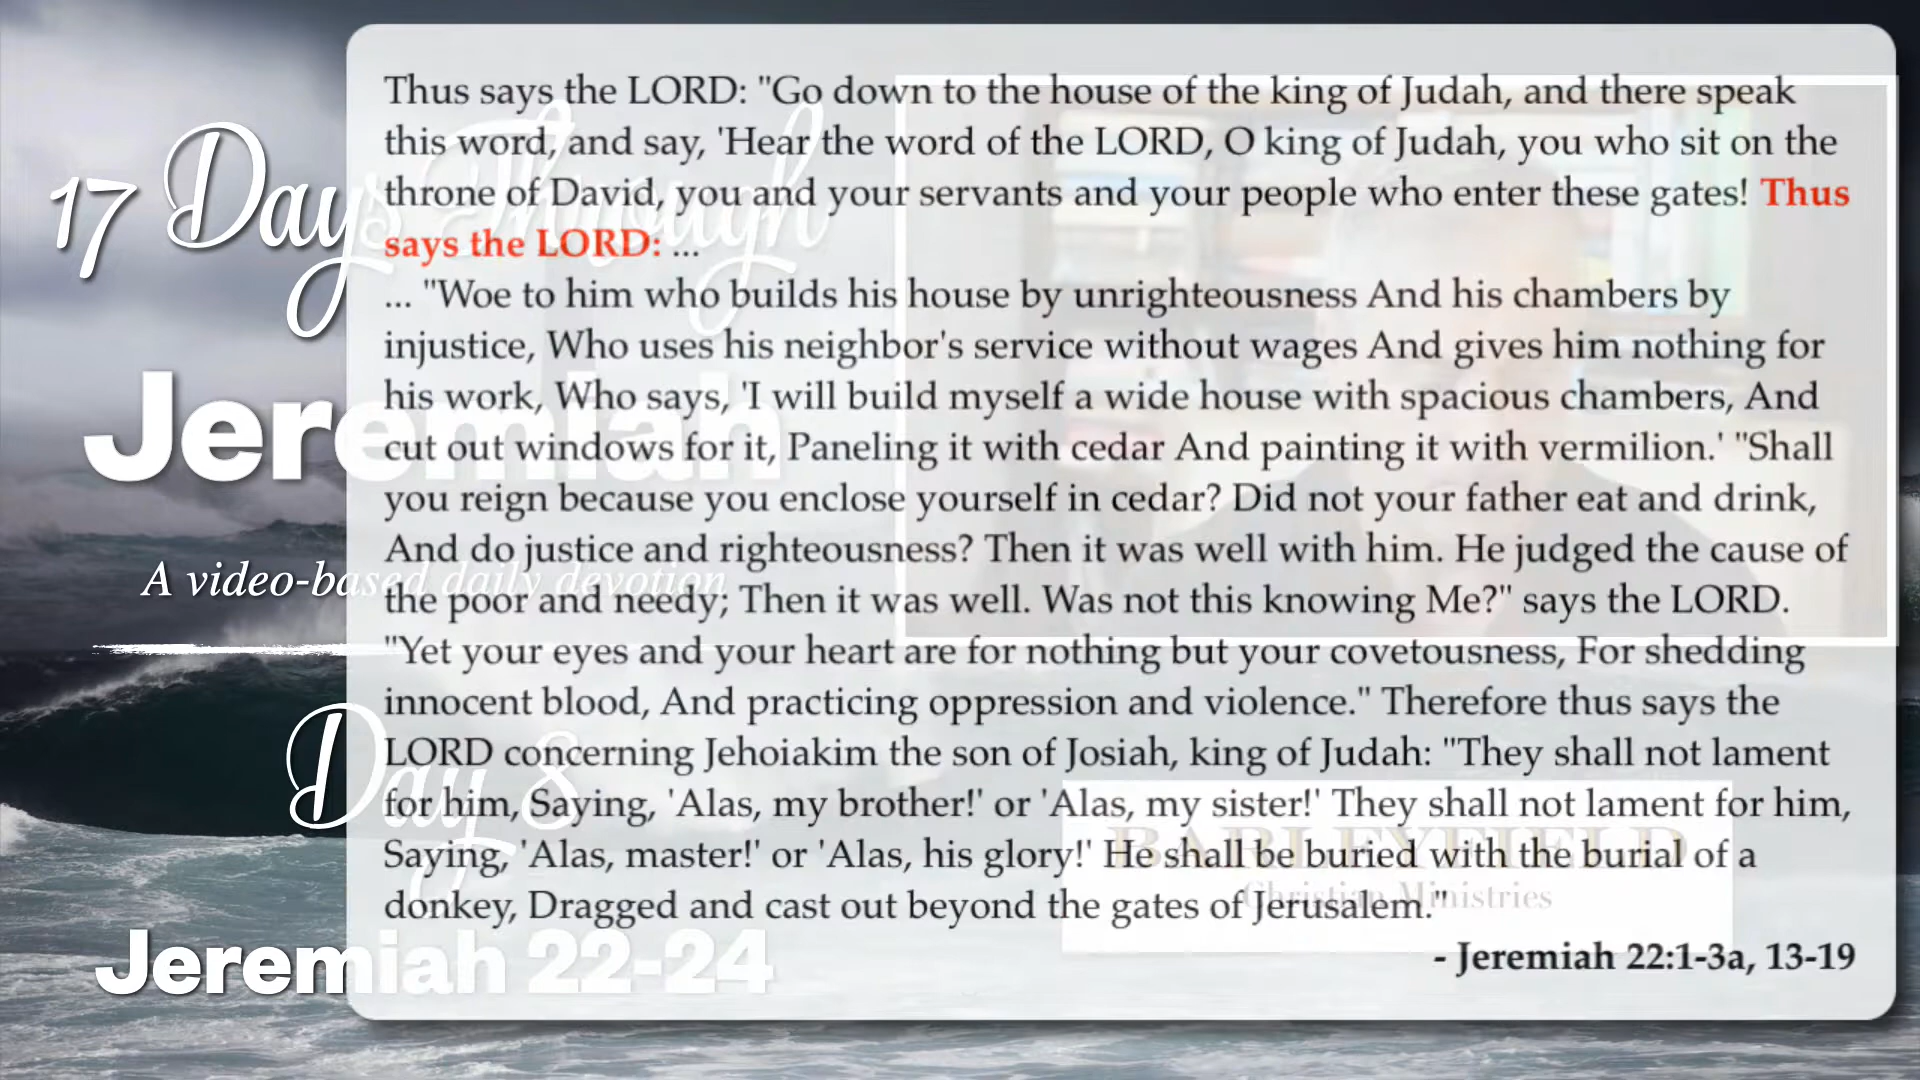 Thus says the LORD: "Go down to the house of the king of Judah, and there speak
this word, and say, 'Hear the word of the LORD, O king of Judah, you who sit on the
throne of David, you and your servants and your people who enter these gates! Thus
says the LORD: ...
... "Woe to him who builds his house by unrighteousness And his chambers by
injustice, Who uses his neighbor's service without wages And gives him nothing for
his work, Who says, 'I will build myself a wide house with spacious chambers, And
cut out windows for it, Paneling it with cedar And painting it with vermilion.' "Shall
you reign because you enclose yourself in cedar? Did not your father eat and drink,
And do justice and righteousness? Then it was well with him. He judged the cause of
the poor and needy; Then it was well. Was not this knowing Me?" says the LORD.
"Yet your eyes and your heart are for nothing but your covetousness, For shedding
innocent blood, And practicing oppression and violence." Therefore thus says the
LORD concerning Jehoiakim the son of Josiah, king of Judah: "They shall not lament
for him, Saying, 'Alas, my brother!' or 'Alas, my sister!' They shall not lament for him,
Saying, 'Alas, master!' or 'Alas, his glory!' He shall be buried with the burial of a
donkey, Dragged and cast out beyond the gates of Jerusalem."
- Jeremiah 22:1-3a, 13-19
17 Days Through
Jeremiah
A video-based daily devotion
Day 8
Jeremiah 22-24
BARLEYFIELD
Christian Ministries